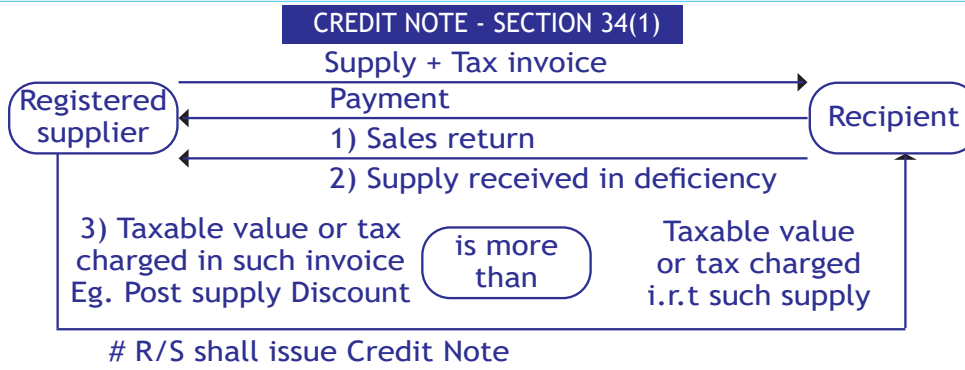 CREDIT NOTE - SECTION 34(1)
Supply + Tax invoice
Registered
supplier
Payment
Recipient
1) Sales return
2) Supply received in deficiency
3) Taxable value or tax
charged in such invoice
Eg. Post supply Discount
is more
than
Taxable value
or tax charged
i.r.t such supply
# R/S shall issue Credit Note